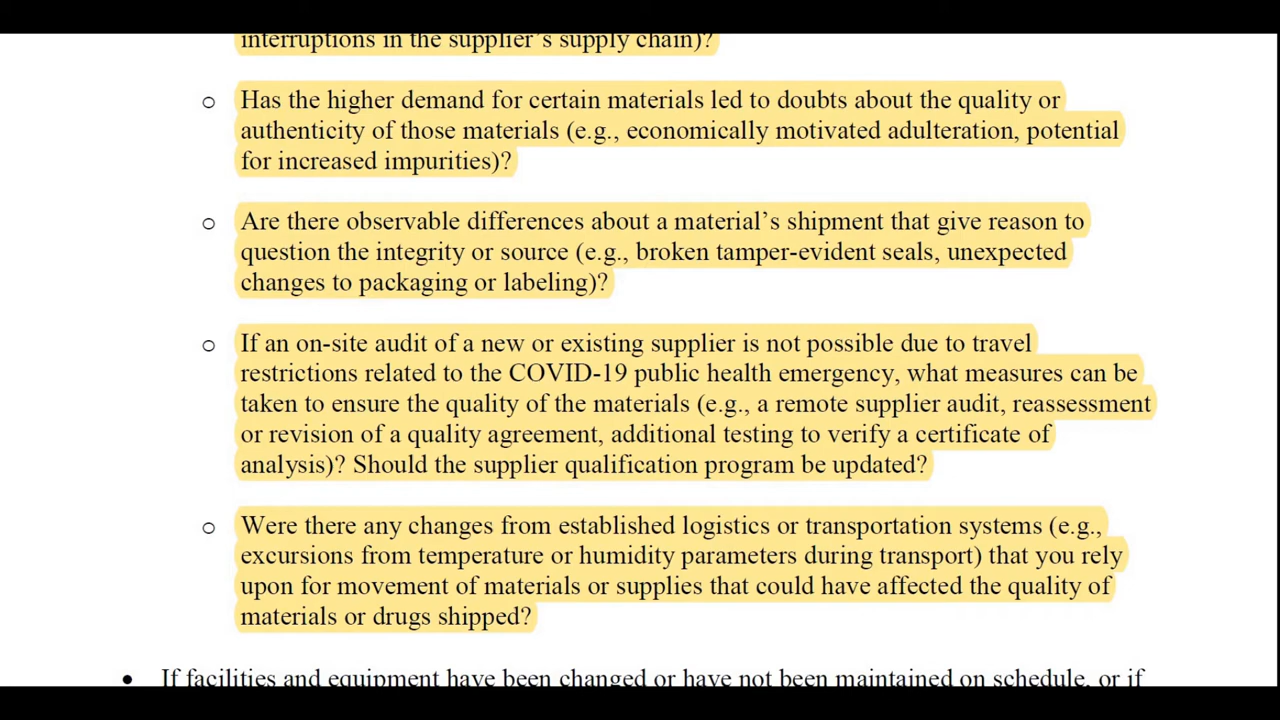 interruptions in the supplier's supply chain)?
o Has the higher demand for certain materials led to doubts about the quality or
authenticity of those materials (e.g., economically motivated adulteration, potential
for increased impurities)?
o Are there observable differences about a material's shipment that give reason to
question the integrity or source (e.g., broken tamper-evident seals, unexpected
changes to packaging or labeling)?
o If an on-site audit of a new or existing supplier is not possible due to travel
restrictions related to the COVID-19 public health emergency, what measures can be
taken to ensure the quality of the materials (e.g., a remote supplier audit, reassessment
or revision of a quality agreement, additional testing to verify a certificate of
analysis)? Should the supplier qualification program be updated?
o Were there any changes from established logistics or transportation systems (e.g.,
excursions from temperature or humidity parameters during transport) that you rely
upon for movement of materials or supplies that could have affected the quality of
materials or drugs shipped?
• If facilities and equipment have been changed or have not been maintained on schedule, or if